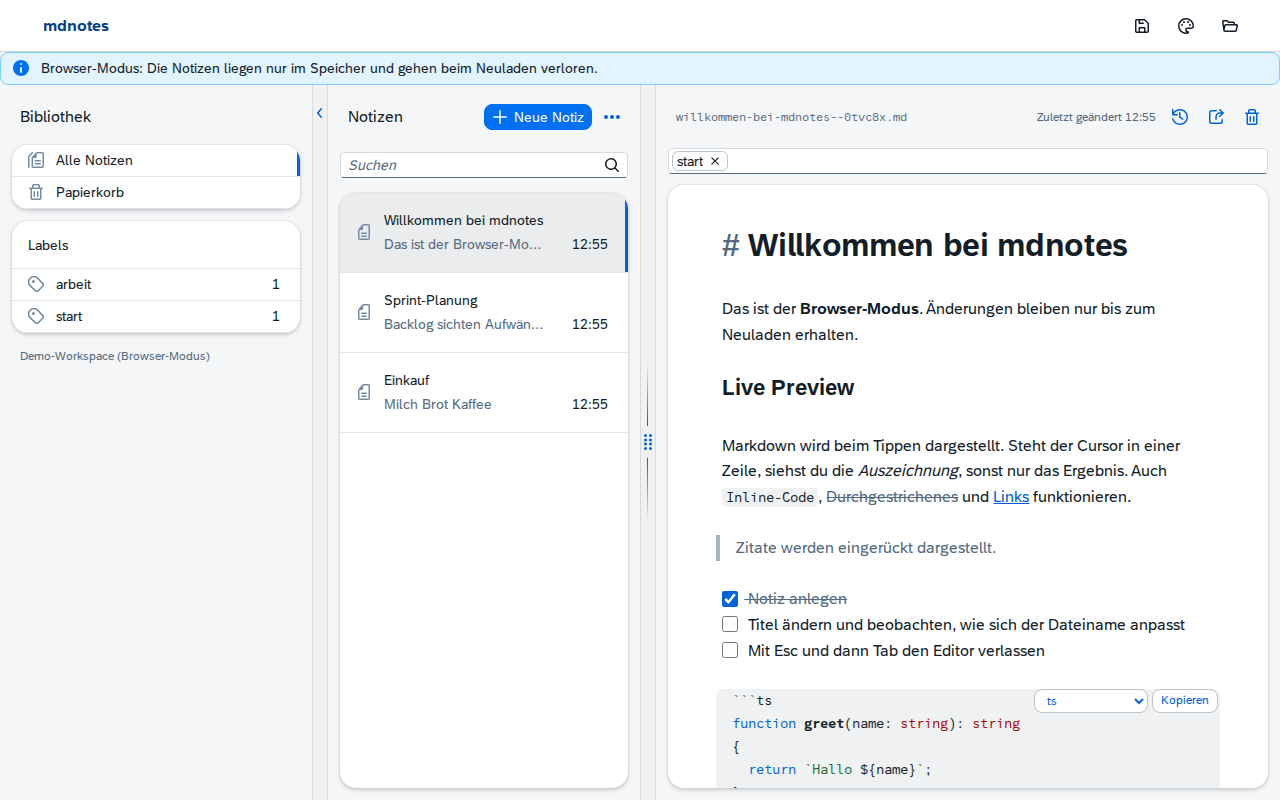 mdnotes
Browser-Modus: Die Notizen liegen nur im Speicher und gehen beim Neuladen verloren.
Bibliothek
Alle Notizen
Papierkorb
Labels
arbeit 1
start 1
Demo-Workspace (Browser-Modus)
Notizen
Neue Notiz
Suchen
Willkommen bei mdnotes
Das ist der Browser-Mo... 12:55
Sprint-Planung
Backlog sichten Aufwän... 12:55
Einkauf
Milch Brot Kaffee 12:55
willkommen-bei-mdnotes--0tvc8x.md
Zuletzt geändert 12:55
start
# Willkommen bei mdnotes
Das ist der Browser-Modus. Änderungen bleiben nur bis zum
Neuladen erhalten.
Live Preview
Markdown wird beim Tippen dargestellt. Steht der Cursor in einer
Zeile, siehst du die Auszeichnung, sonst nur das Ergebnis. Auch
Inline-Code, Durchgestrichenes und Links funktionieren.
Zitate werden eingerückt dargestellt.
Notiz anlegen
Titel ändern und beobachten, wie sich der Dateiname anpasst
Mit Esc und dann Tab den Editor verlassen
```ts
ts
Kopieren
function greet(name: string): string
{
return `Hallo ${name}`;